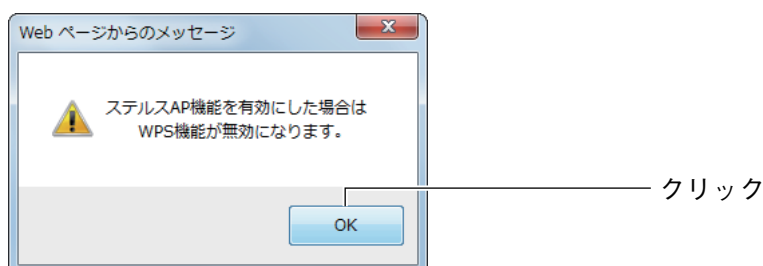 Web ページからのメッセージ
ステルスAP機能を有効にした場合は
WPS機能が無効になります。
クリック
OK